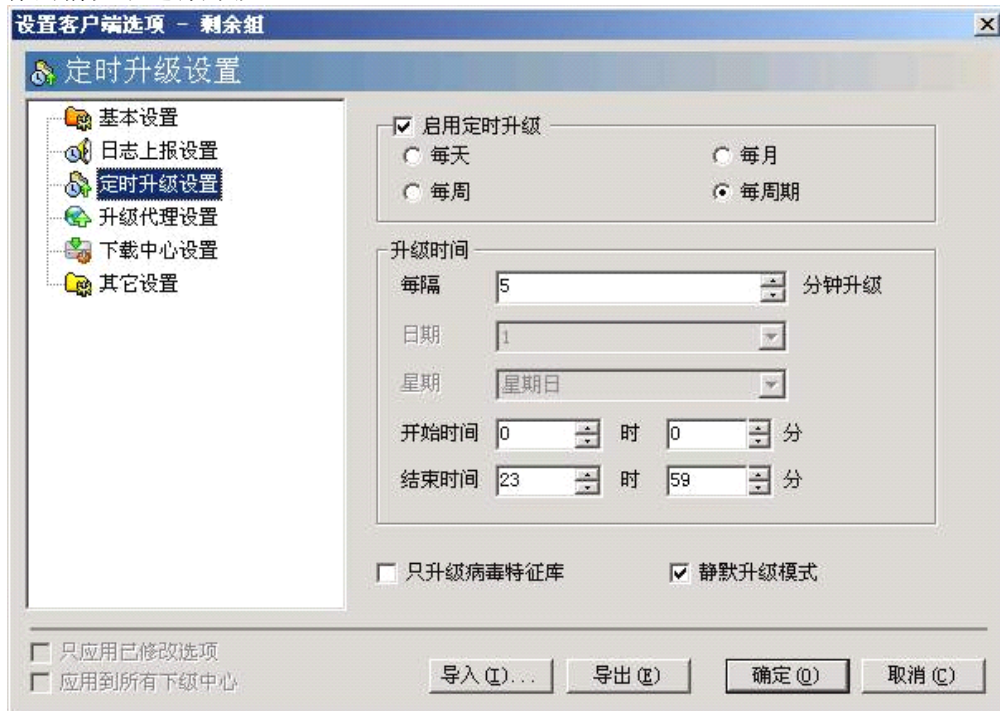 设置客户端选项 - 剩余组
定时升级设置
基本设置
日志上报设置
定时升级设置
升级代理设置
下载中心设置
其它设置
启用定时升级
每天 每月
每周 每周期
升级时间
每隔 5 分钟升级
日期 1
星期 星期日
开始时间 0 时 0 分
结束时间 23 时 59 分
只升级病毒特征库 静默升级模式
只应用已修改选项
应用到所有下级中心
导入(I)... 导出(E) 确定(O) 取消(C)